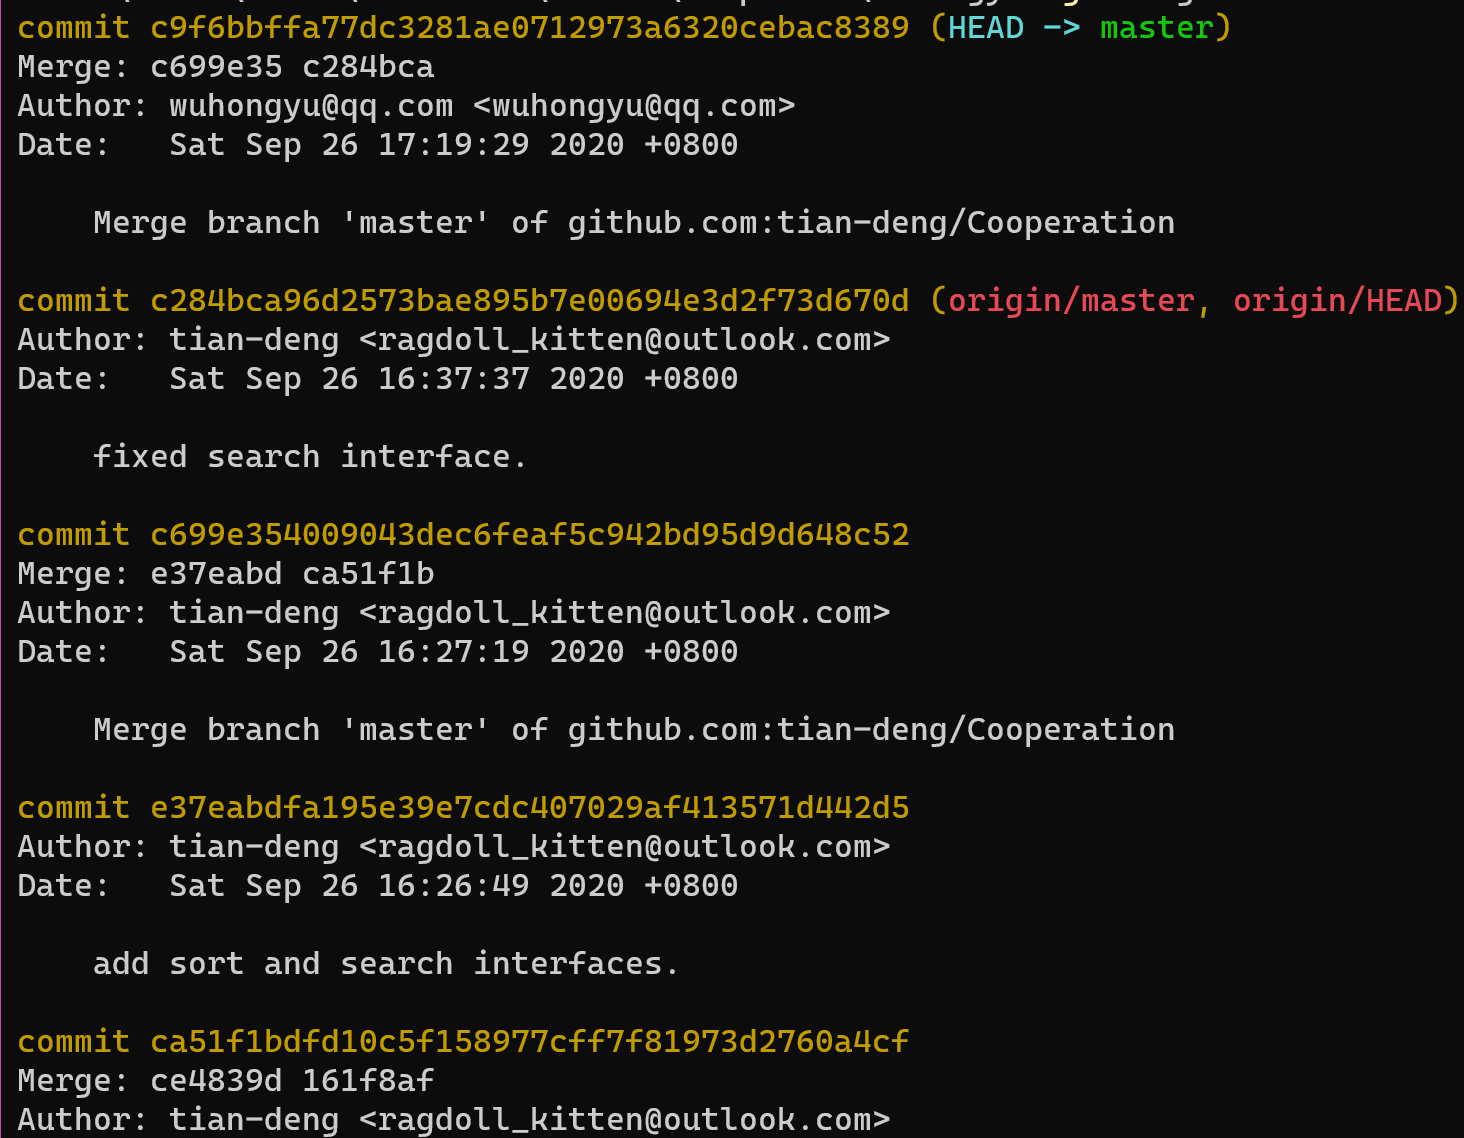 commit c9f6bbffa77dc3281ae0712973a6320cebac8389 (HEAD -> master)
Merge: c699e35 c284bca
Author: wuhongyu@qq.com <wuhongyu@qq.com>
Date:   Sat Sep 26 17:19:29 2020 +0800

    Merge branch 'master' of github.com:tian-deng/Cooperation

commit c284bca96d2573bae895b7e00694e3d2f73d670d (origin/master, origin/HEAD)
Author: tian-deng <ragdoll_kitten@outlook.com>
Date:   Sat Sep 26 16:37:37 2020 +0800

    fixed search interface.

commit c699e354009043dec6feaf5c942bd95d9d648c52
Merge: e37eabd ca51f1b
Author: tian-deng <ragdoll_kitten@outlook.com>
Date:   Sat Sep 26 16:27:19 2020 +0800

    Merge branch 'master' of github.com:tian-deng/Cooperation

commit e37eabdfa195e39e7cdc407029af413571d442d5
Author: tian-deng <ragdoll_kitten@outlook.com>
Date:   Sat Sep 26 16:26:49 2020 +0800

    add sort and search interfaces.

commit ca51f1bdfd10c5f158977cff7f81973d2760a4cf
Merge: ce4839d 161f8af
Author: tian-deng <ragdoll_kitten@outlook.com>